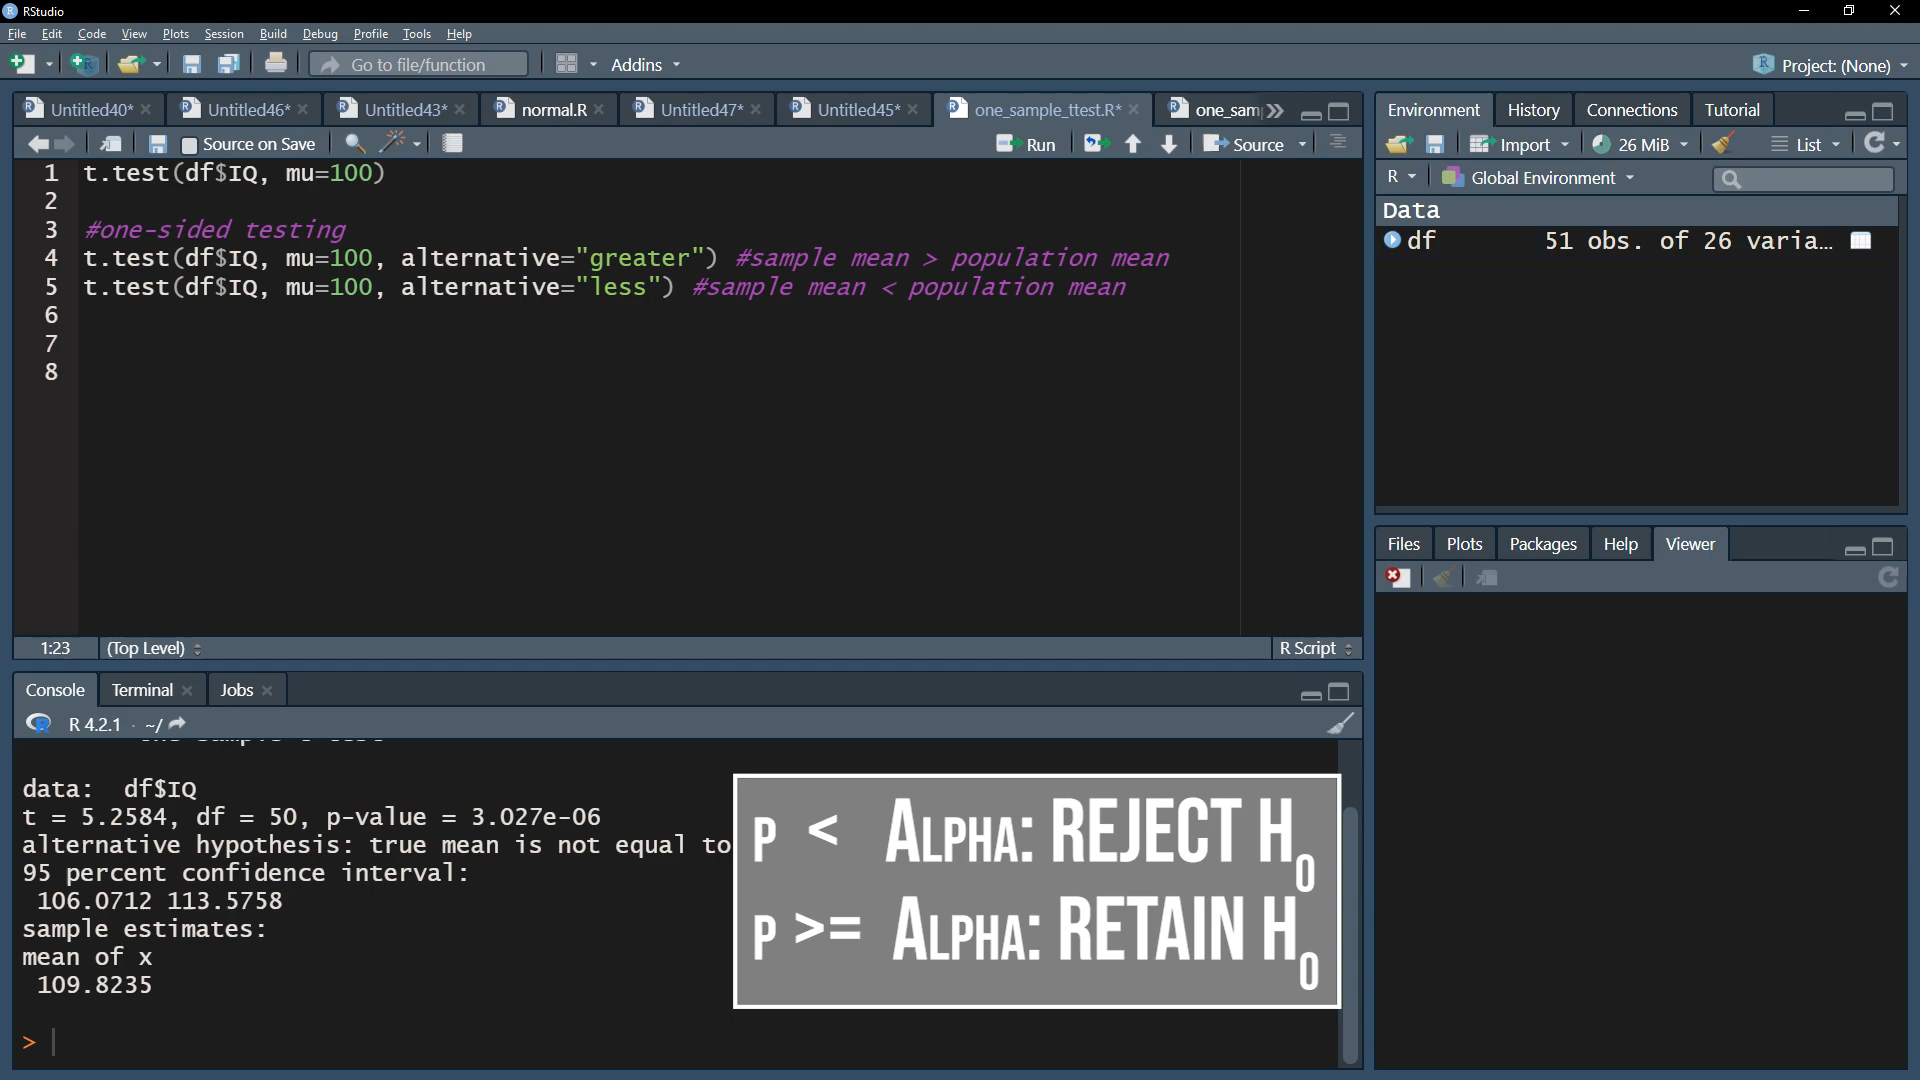 RStudio
File Edit Code View Plots Session Build Debug Profile Tools Help
Go to file/function Addins Project: (None)
Untitled40* Untitled46* Untitled43* normal.R Untitled47* Untitled45* one_sample_ttest.R* one_sam
Source on Save Run Source
1 t.test(df$IQ, mu=100)
2
3 #one-sided testing
4 t.test(df$IQ, mu=100, alternative="greater") #sample mean > population mean
5 t.test(df$IQ, mu=100, alternative="less") #sample mean < population mean
6
7
8
1:23 (Top Level) R Script
Console Terminal Jobs
R 4.2.1 · ~/
data: df$IQ
t = 5.2584, df = 50, p-value = 3.027e-06
alternative hypothesis: true mean is not equal to
95 percent confidence interval:
106.0712 113.5758
sample estimates:
mean of x
109.8235
>
P < ALPHA: REJECT H0
P >= ALPHA: RETAIN H0
Environment History Connections Tutorial
Import 26 MiB List
R Global Environment
Data
df 51 obs. of 26 varia…
Files Plots Packages Help Viewer